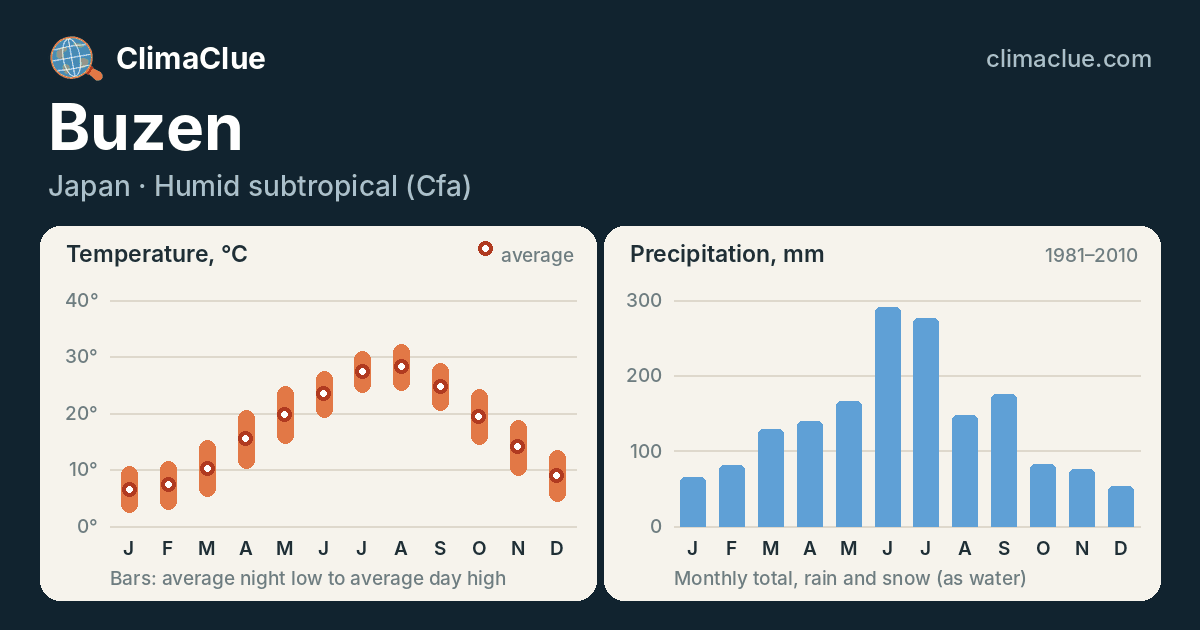 ClimaClue
climaclue.com
Buzen
Japan · Humid subtropical (Cfa)
Temperature, °C
average
40°
30°
20°
10°
0°
J F M A M J J A S O N D
Bars: average night low to average day high
Precipitation, mm
1981–2010
300
200
100
0
J F M A M J J A S O N D
Monthly total, rain and snow (as water)